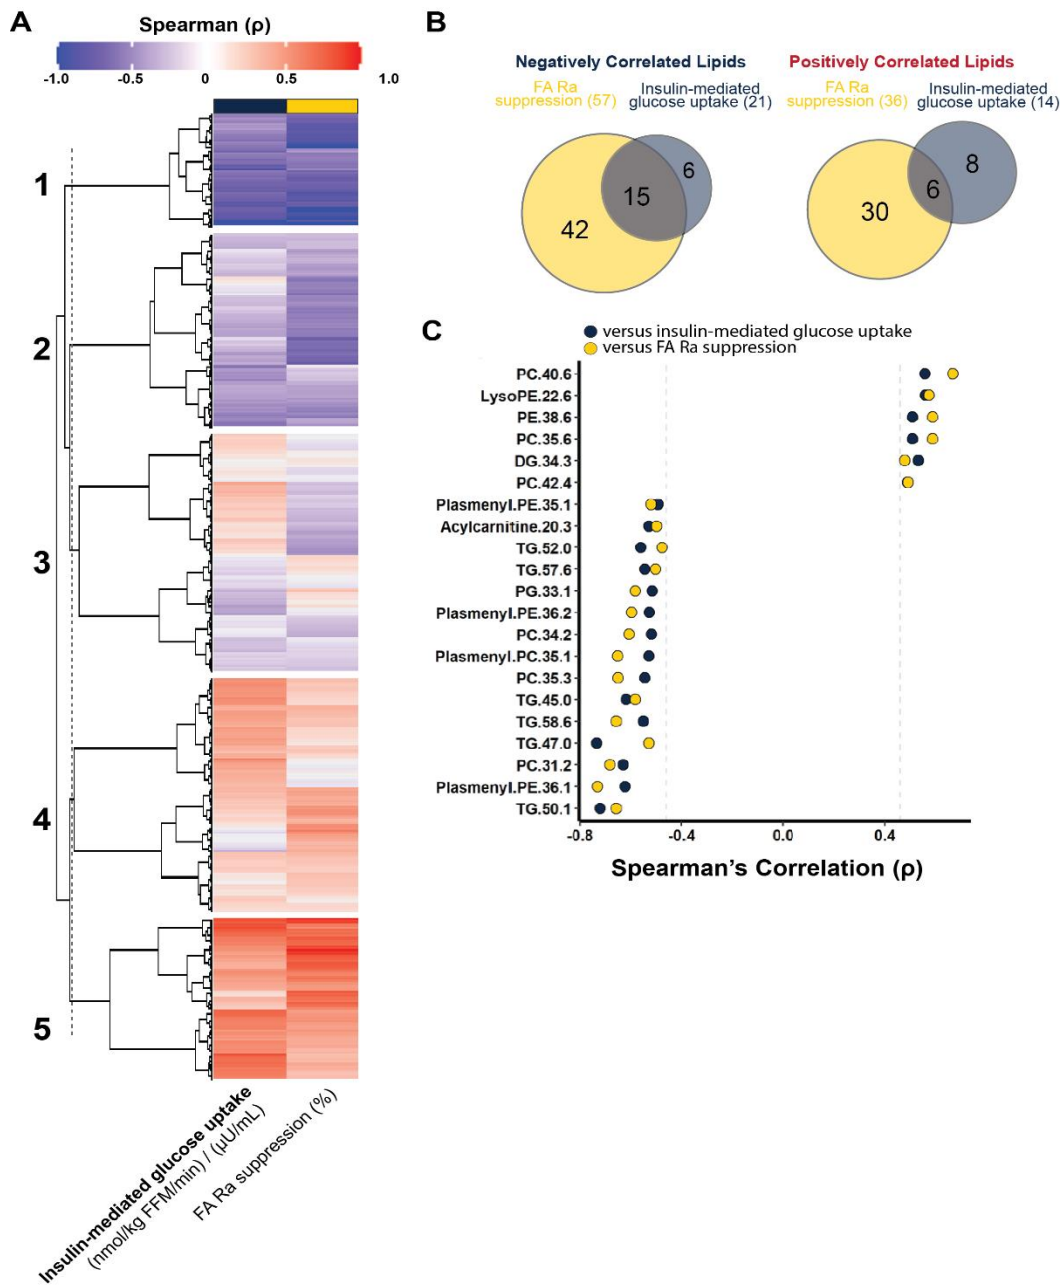 A
Spearman (ρ)
-1.0 -0.5 0 0.5 1.0
1
2
3
4
5
Insulin-mediated glucose uptake
(nmol/kg FFM/min) / (µU/mL)
FA Ra suppression (%)
B
Negatively Correlated Lipids
FA Ra
suppression (57)
Insulin-mediated
glucose uptake (21)
42
15
6
Positively Correlated Lipids
FA Ra
suppression (36)
Insulin-mediated
glucose uptake (14)
30
6
8
C
versus insulin-mediated glucose uptake
versus FA Ra suppression
PC.40.6
LysoPE.22.6
PE.38.6
PC.35.6
DG.34.3
PC.42.4
Plasmenyl.PE.35.1
Acylcarnitine.20.3
TG.52.0
TG.57.6
PG.33.1
Plasmenyl.PE.36.2
PC.34.2
Plasmenyl.PC.35.1
PC.35.3
TG.45.0
TG.58.6
TG.47.0
PC.31.2
Plasmenyl.PE.36.1
TG.50.1
-0.8 -0.4 0.0 0.4
Spearman's Correlation (ρ)